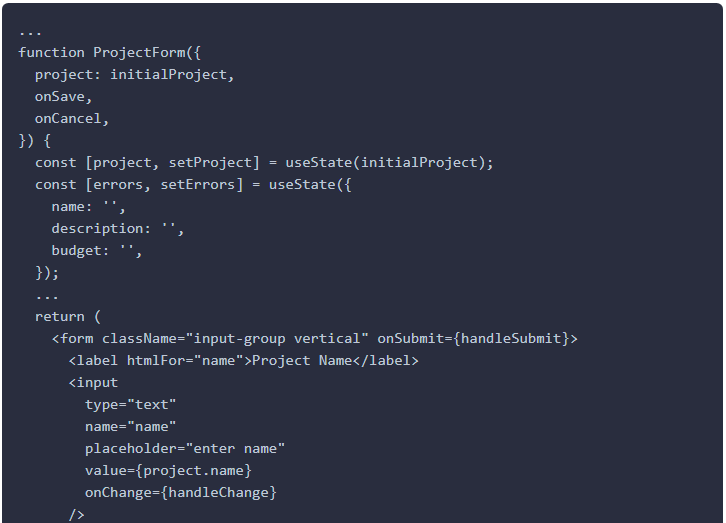 ...
function ProjectForm({
  project: initialProject,
  onSave,
  onCancel,
}) {
  const [project, setProject] = useState(initialProject);
  const [errors, setErrors] = useState({
    name: '',
    description: '',
    budget: '',
  });
  ...
  return (
    <form className="input-group vertical" onSubmit={handleSubmit}>
      <label htmlFor="name">Project Name</label>
      <input
        type="text"
        name="name"
        placeholder="enter name"
        value={project.name}
        onChange={handleChange}
      />